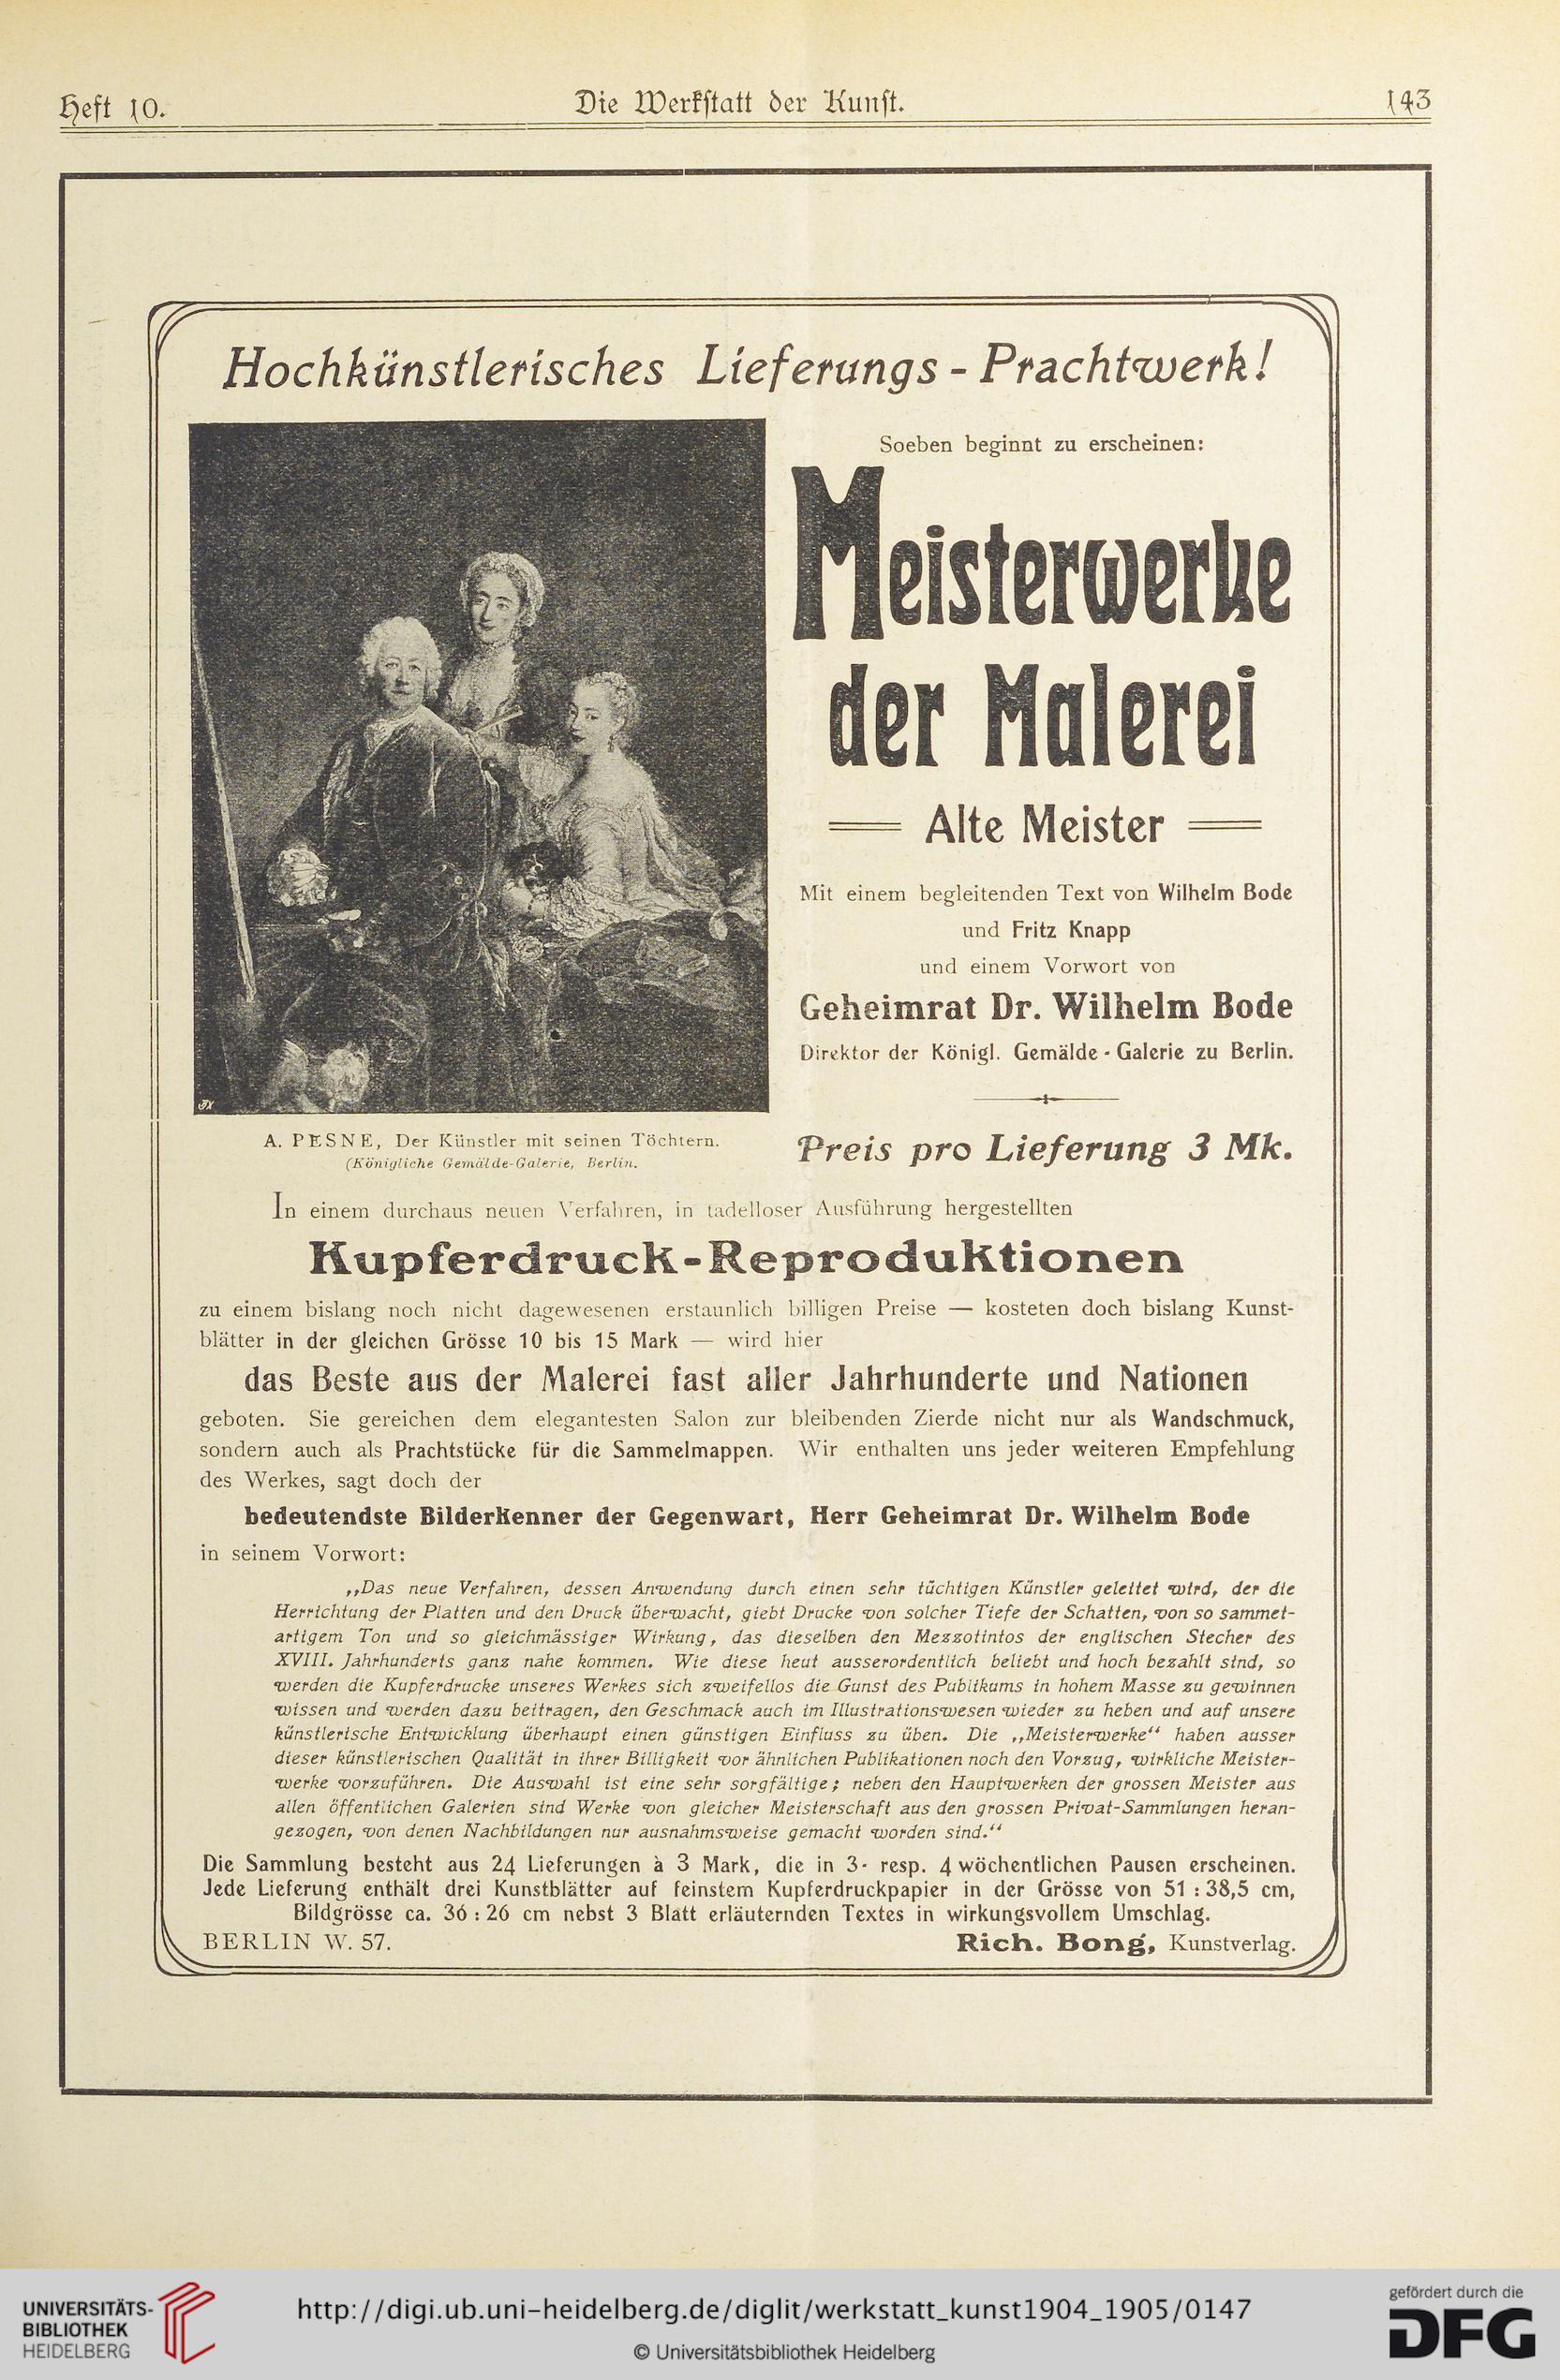 Heft 10.
Die Werkstatt der Kunst.
143
Hochkünstlerisches Lieferungs - Prachtwerk!
Soeben beginnt zu erscheinen:
Meisterwerke
der Malerei
Alte Meister
Mit einem begleitenden Text von Wilhelm Bode
und Fritz Knapp
und einem Vorwort von
Geheimrat Dr. Wilhelm Bode
Direktor der Königl. Gemälde - Galerie zu Berlin.
A. PESNE, Der Künstler mit seinen Töchtern.
(Königliche Gemälde-Galerie, Berlin.
Preis pro Lieferung 3 Mk.
In einem durchaus neuen Verfahren, in tadelloser Ausführung hergestellten
Kupferdruck-Reproduktionen
zu einem bislang noch nicht dagewesenen erstaunlich billigen Preise — kosteten doch bislang Kunst-
blätter in der gleichen Grösse 10 bis 15 Mark — wird hier
das Beste aus der Malerei fast aller Jahrhunderte und Nationen
geboten. Sie gereichen dem elegantesten Salon zur bleibenden Zierde nicht nur als Wandschmuck,
sondern auch als Prachtstücke für die Sammelmappen. Wir enthalten uns jeder weiteren Empfehlung
des Werkes, sagt doch der
bedeutendste Bilderkenner der Gegenwart, Herr Geheimrat Dr. Wilhelm Bode
in seinem Vorwort:
„Das neue Verfahren, dessen Anwendung durch einen sehr tüchtigen Künstler geleitet wird, der die
Herrichtung der Platten und den Druck überwacht, giebt Drucke von solcher Tiefe der Schatten, von so sammet-
artigem Ton und so gleichmässiger Wirkung, das dieselben den Mezzotintos der englischen Stecher des
XVIII. Jahrhunderts ganz nahe kommen. Wie diese heut ausserordentlich beliebt und hoch bezahlt sind, so
werden die Kupferdrucke unseres Werkes sich zweifellos die Gunst des Publikums in hohem Masse zu gewinnen
wissen und werden dazu beitragen, den Geschmack auch im Illustrationswesen wieder zu heben und auf unsere
künstlerische Entwicklung überhaupt einen günstigen Einfluss zu üben. Die „Meisterwerke“ haben ausser
dieser künstlerischen Qualität in ihrer Billigkeit vor ähnlichen Publikationen noch den Vorzug, wirkliche Meister-
werke vorzuführen. Die Auswahl ist eine sehr sorgfältige; neben den Hauptwerken der grossen Meister aus
allen öffentlichen Galerien sind Werke von gleicher Meisterschaft aus den grossen Privat-Sammlungen heran-
gezogen, von denen Nachbildungen nur ausnahmsweise gemacht worden sind.“
Die Sammlung besteht aus 24 Lieferungen à 3 Mark, die in 3- resp. 4 wöchentlichen Pausen erscheinen.
Jede Lieferung enthält drei Kunstblätter auf feinstem Kupferdruckpapier in der Grösse von 51 : 38,5 cm,
Bildgrösse ca. 36 : 26 cm nebst 3 Blatt erläuternden Textes in wirkungsvollem Umschlag.
BERLIN W. 57.
Rich. Bong, Kunstverlag.
UNIVERSITÄTS-
BIBLIOTHEK
HEIDELBERG
http://digi.ub.uni-heidelberg.de/diglit/werkstatt_kunst1904_1905/0147
© Universitätsbibliothek Heidelberg
gefördert durch die
DFG